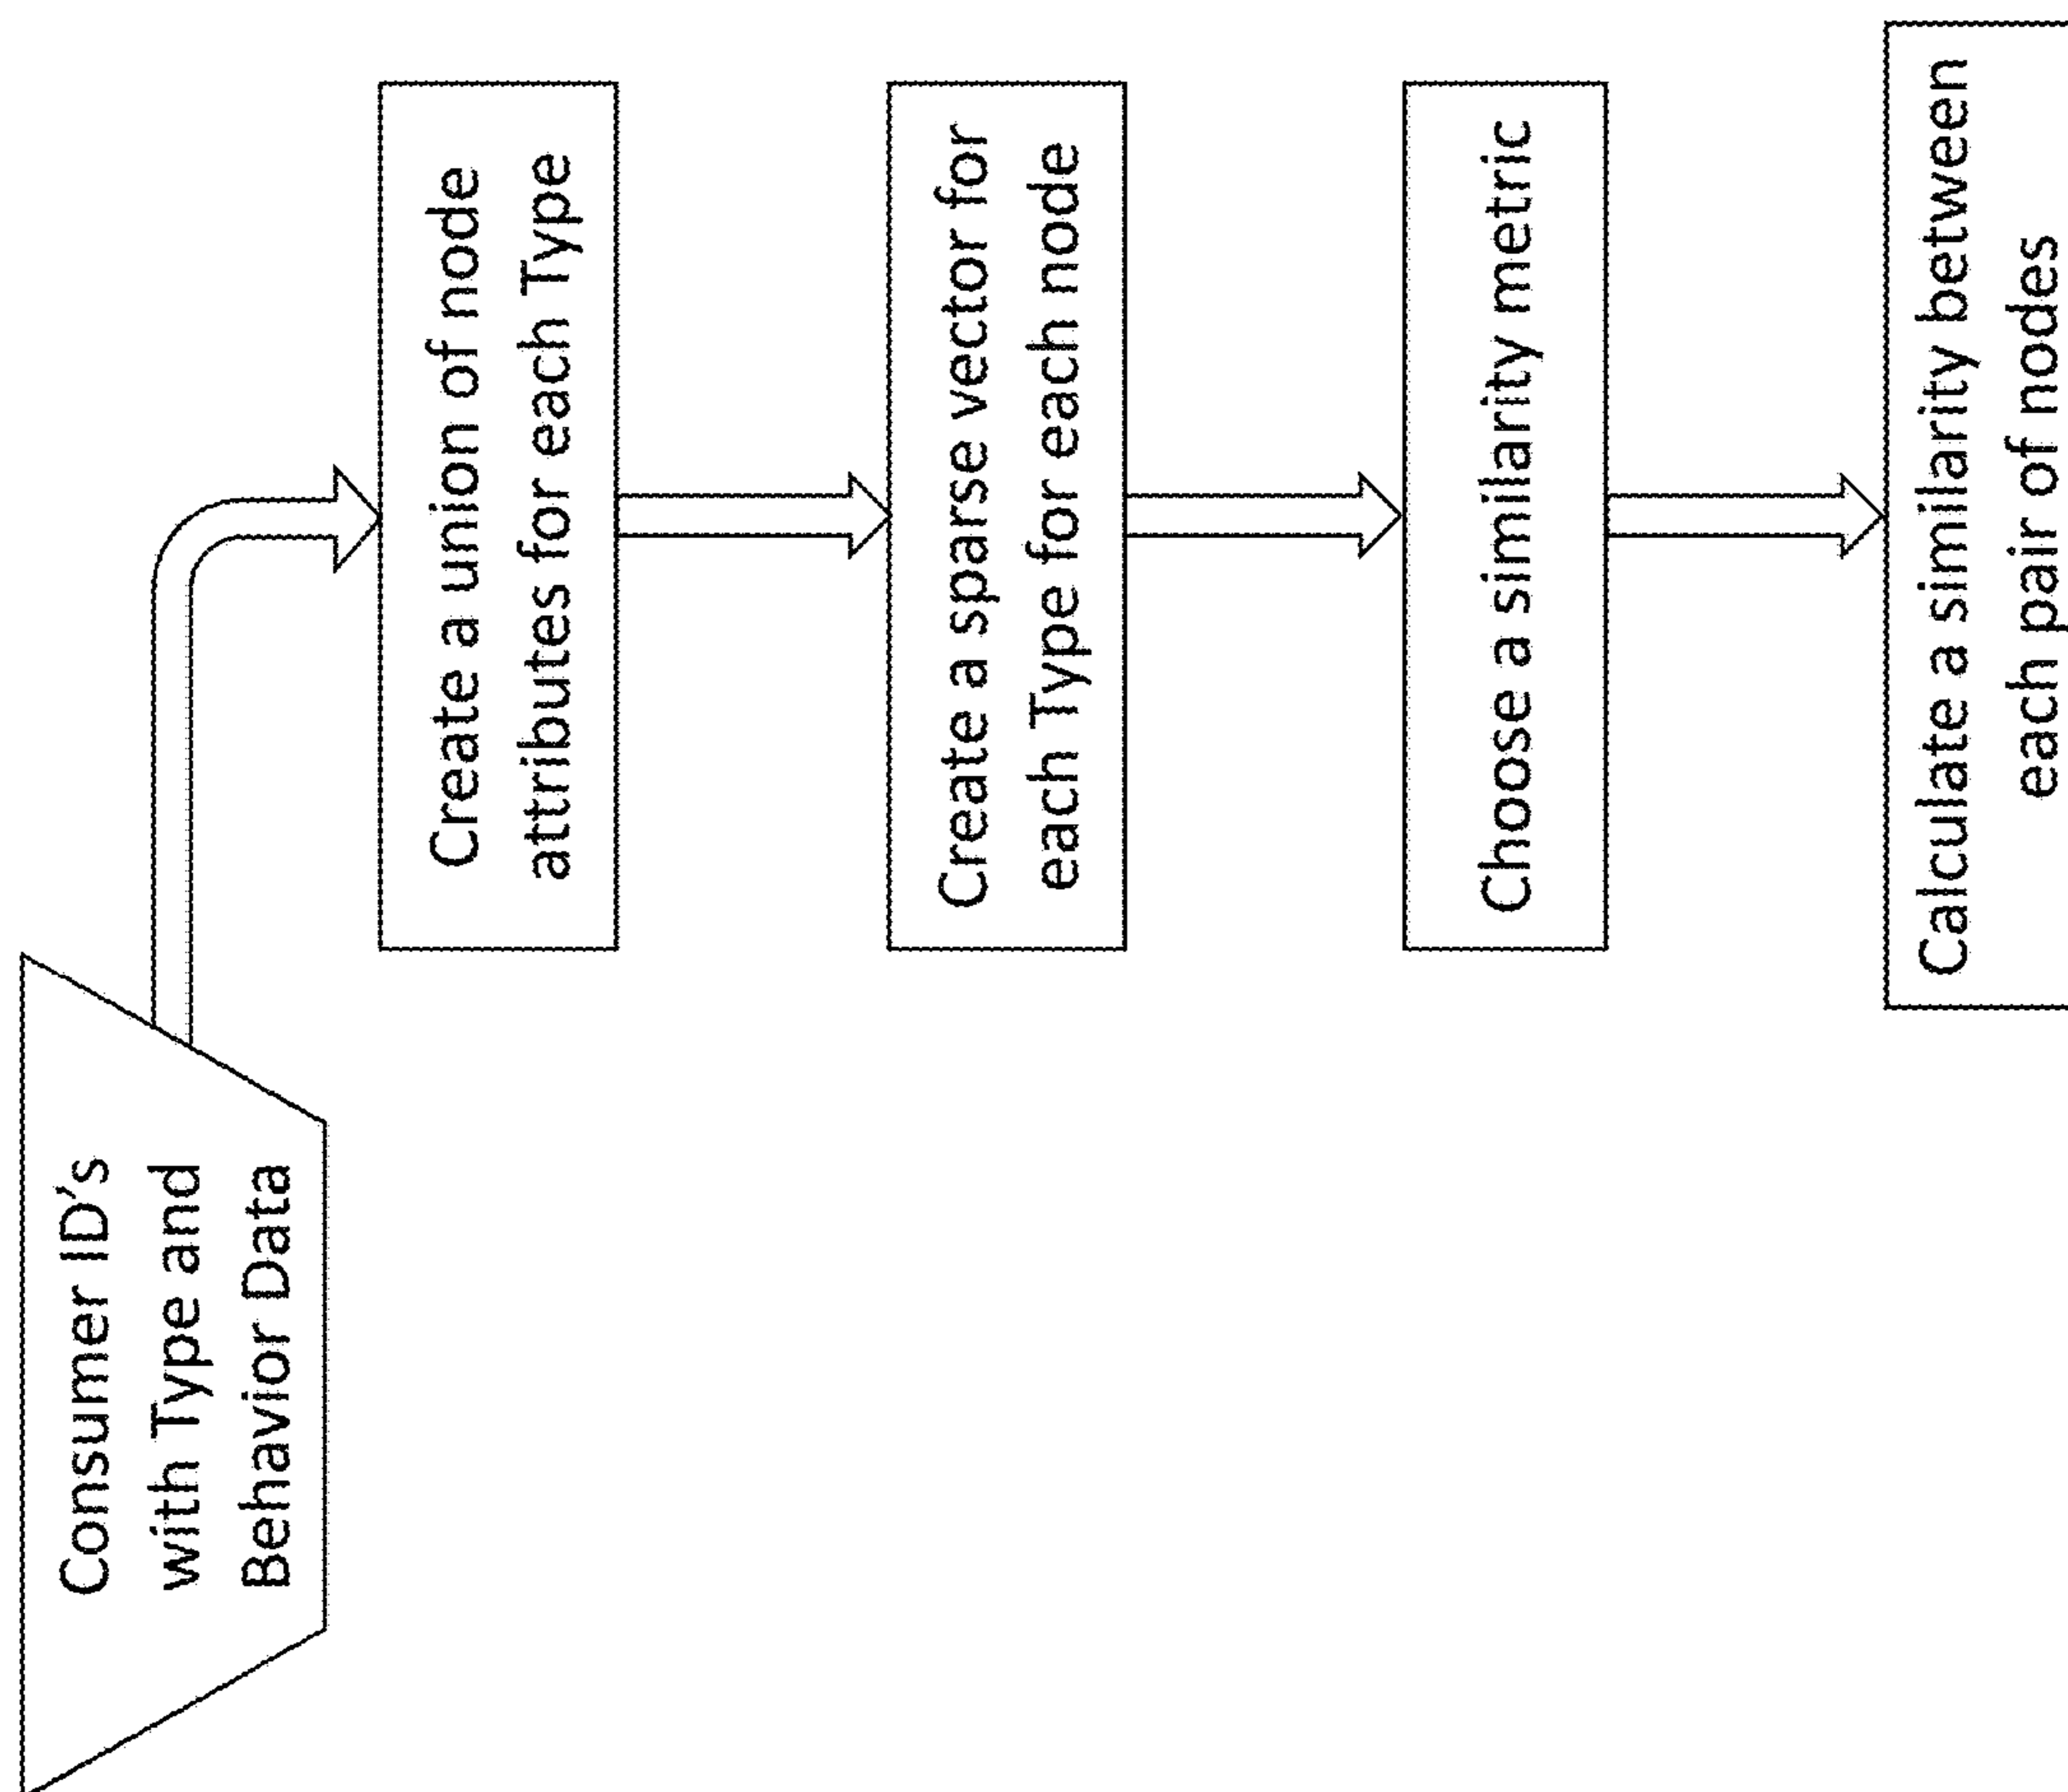 Consumer ID's
with Type and
Behavior Data
Create a union of node
attributes for each Type
Create a sparse vector for
each Type for each node
Choose a similarity metric
Calculate a similarity between
each pair of nodes